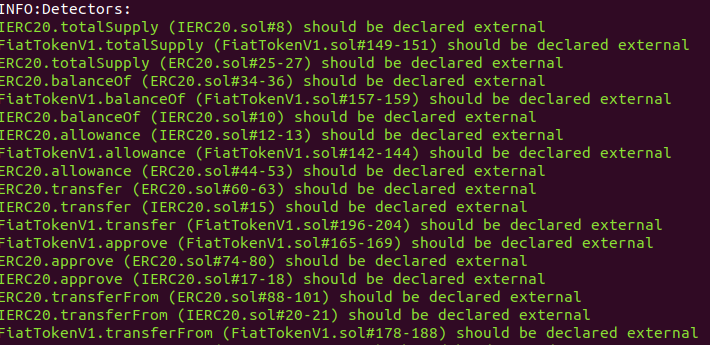 INFO:Detectors:
IERC20.totalSupply (IERC20.sol#8) should be declared external
FiatTokenV1.totalSupply (FiatTokenV1.sol#149-151) should be declared external
ERC20.totalSupply (ERC20.sol#25-27) should be declared external
ERC20.balanceOf (ERC20.sol#34-36) should be declared external
FiatTokenV1.balanceOf (FiatTokenV1.sol#157-159) should be declared external
IERC20.balanceOf (IERC20.sol#10) should be declared external
IERC20.allowance (IERC20.sol#12-13) should be declared external
FiatTokenV1.allowance (FiatTokenV1.sol#142-144) should be declared external
ERC20.allowance (ERC20.sol#44-53) should be declared external
ERC20.transfer (ERC20.sol#60-63) should be declared external
IERC20.transfer (IERC20.sol#15) should be declared external
FiatTokenV1.transfer (FiatTokenV1.sol#196-204) should be declared external
FiatTokenV1.approve (FiatTokenV1.sol#165-169) should be declared external
ERC20.approve (ERC20.sol#74-80) should be declared external
IERC20.approve (IERC20.sol#17-18) should be declared external
ERC20.transferFrom (ERC20.sol#88-101) should be declared external
IERC20.transferFrom (IERC20.sol#20-21) should be declared external
FiatTokenV1.transferFrom (FiatTokenV1.sol#178-188) should be declared external